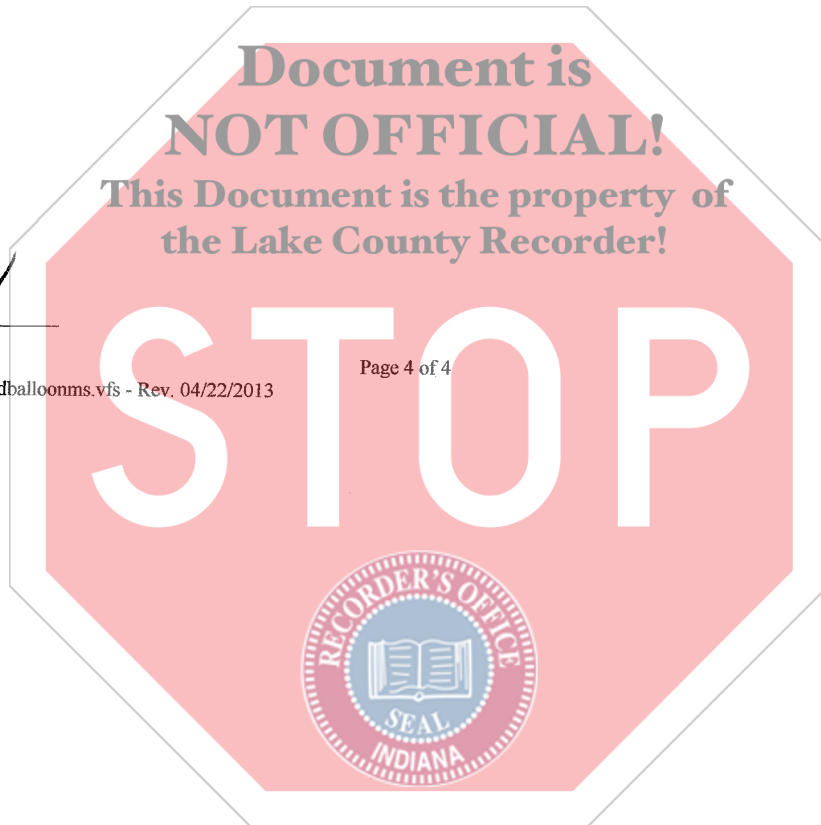 Document is
NOT OFFICIAL!
This Document is the property of
the Lake County Recorder!
STOP
Page 4 of 4
dballoonms.vfs - Rev. 04/22/2013
RECORDER'S OFFICE
SEAL
INDIANA